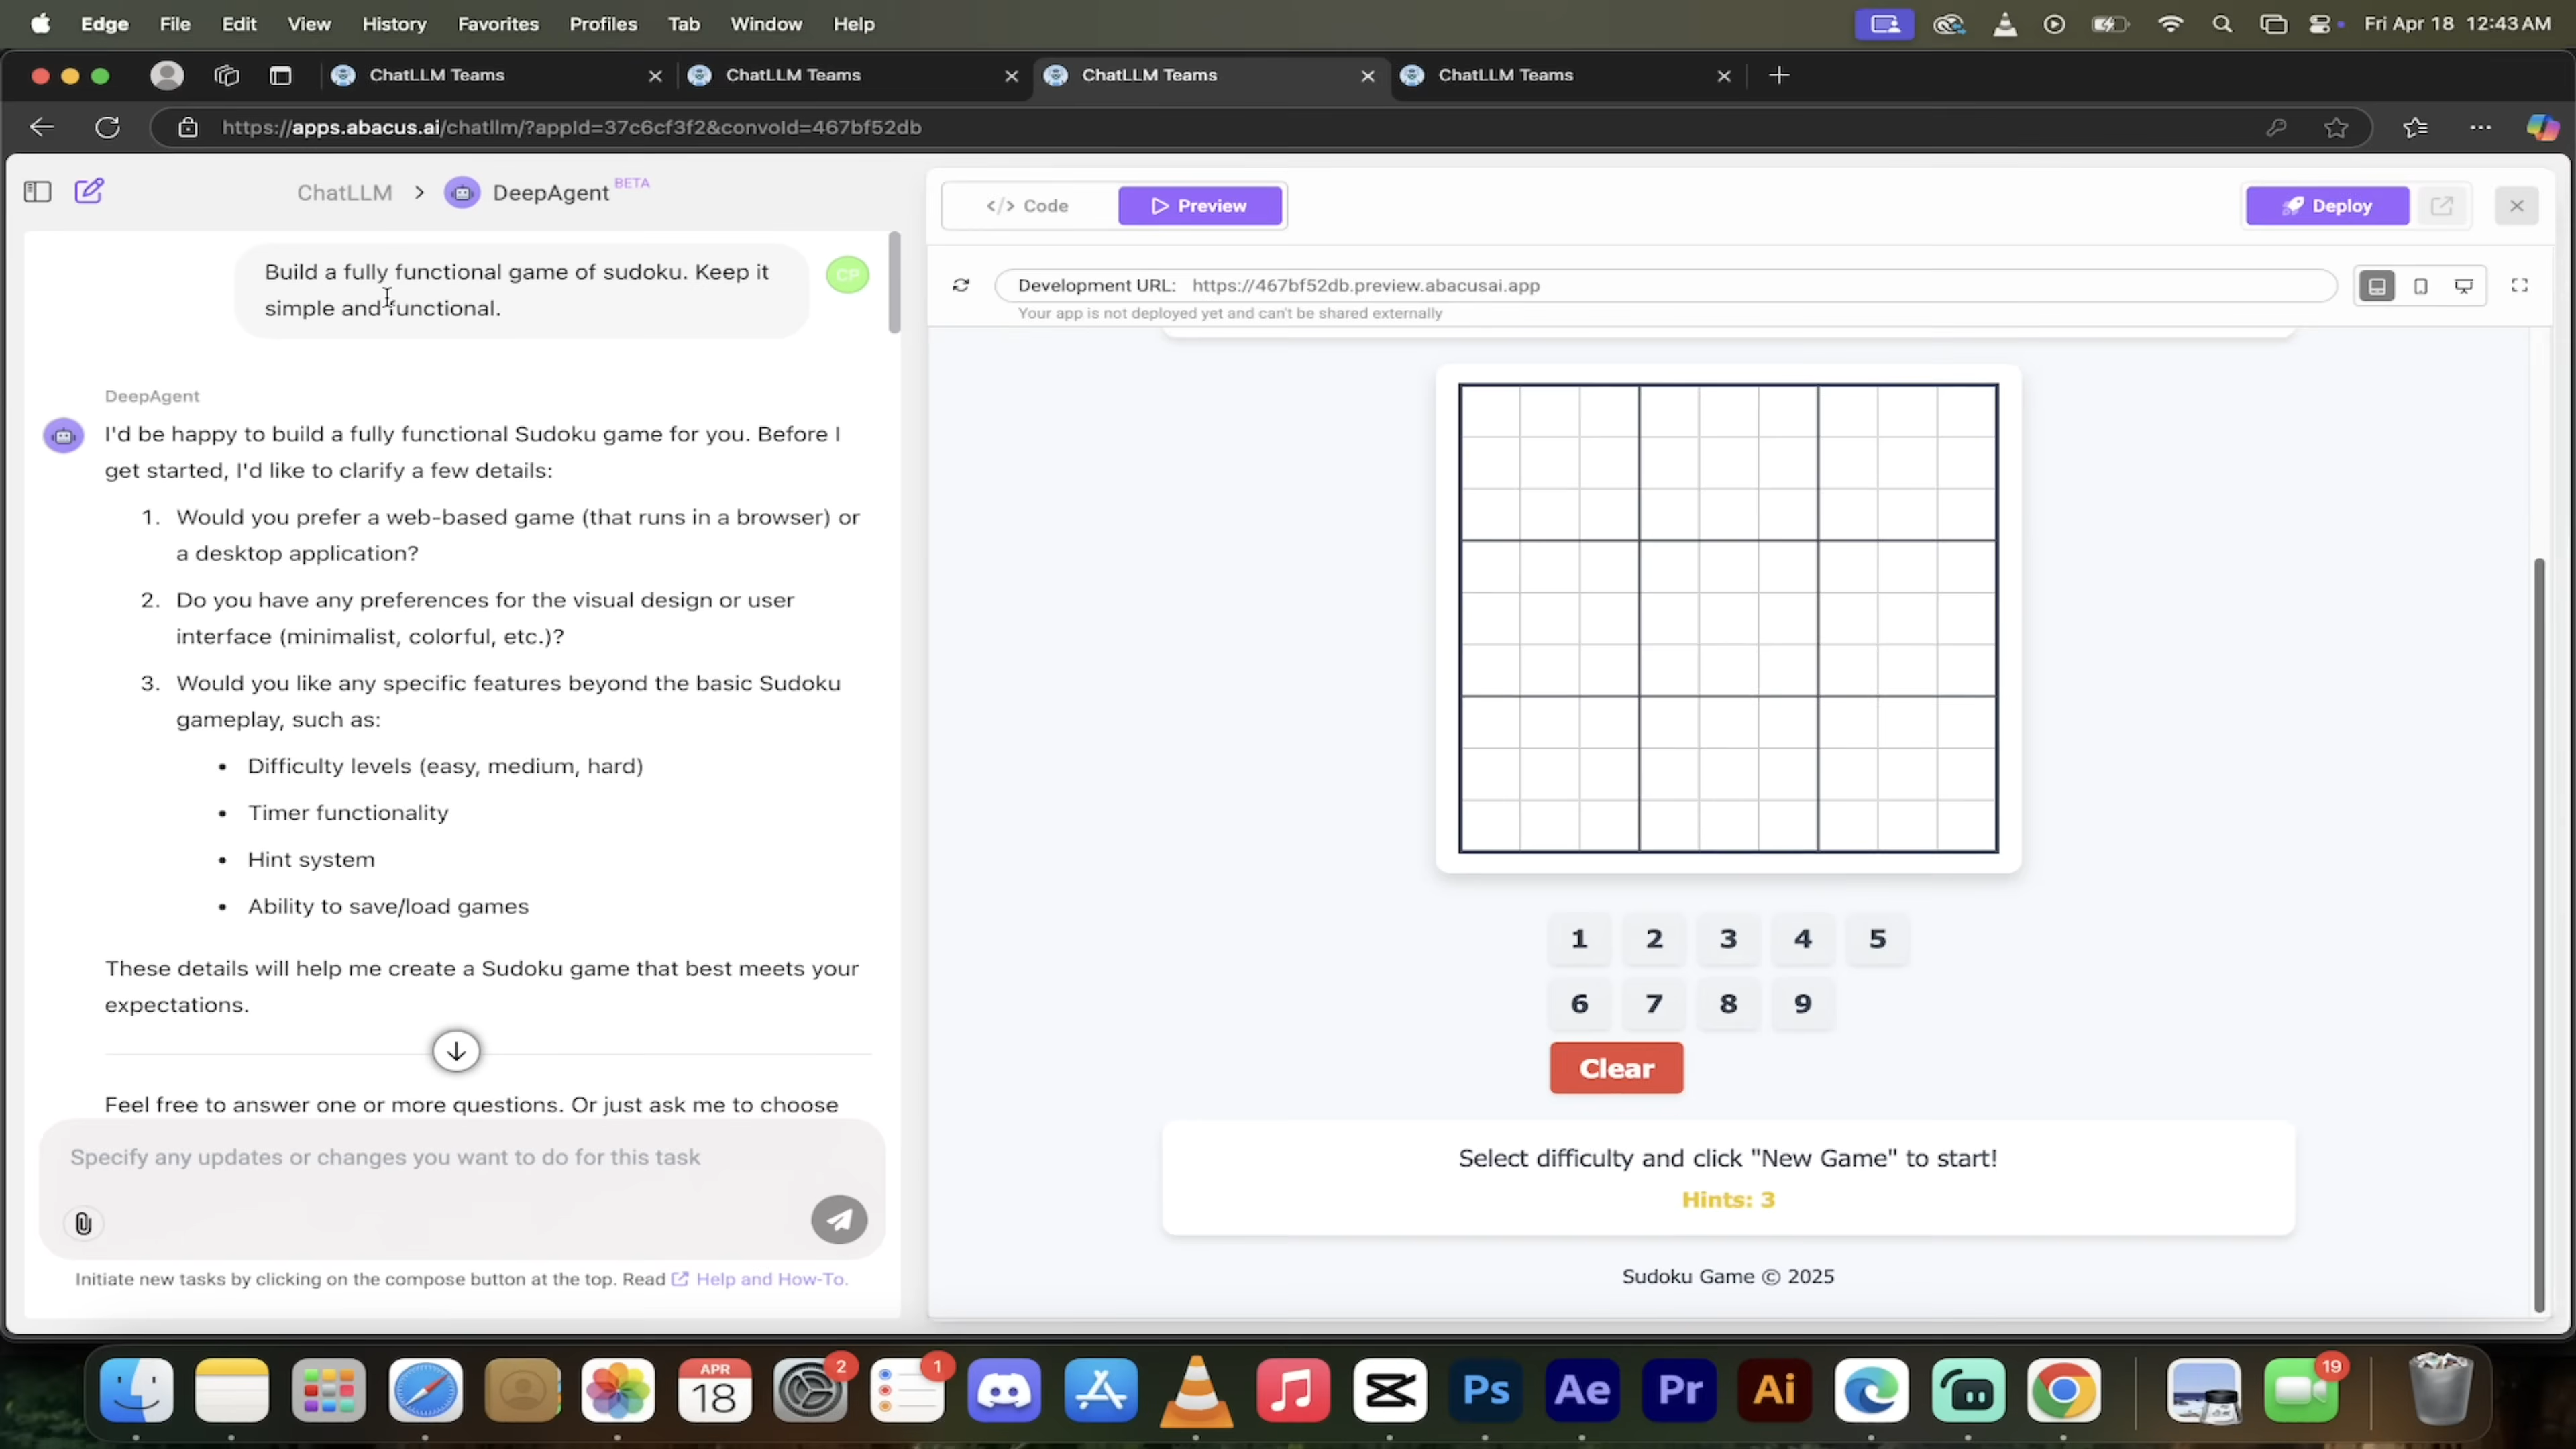 Edge File Edit View History Favorites Profiles Tab Window Help Fri Apr 18 12:43 AM
ChatLLM Teams ChatLLM Teams ChatLLM Teams ChatLLM Teams
https://apps.abacus.ai/chatllm/?appId=37c6cf3f2&convoId=467bf52db
ChatLLM > DeepAgent BETA
Build a fully functional game of sudoku. Keep it
simple and functional.
CP
DeepAgent
I'd be happy to build a fully functional Sudoku game for you. Before I
get started, I'd like to clarify a few details:
1. Would you prefer a web-based game (that runs in a browser) or
a desktop application?
2. Do you have any preferences for the visual design or user
interface (minimalist, colorful, etc.)?
3. Would you like any specific features beyond the basic Sudoku
gameplay, such as:
• Difficulty levels (easy, medium, hard)
• Timer functionality
• Hint system
• Ability to save/load games
These details will help me create a Sudoku game that best meets your
expectations.
Feel free to answer one or more questions. Or just ask me to choose
Specify any updates or changes you want to do for this task
Initiate new tasks by clicking on the compose button at the top. Read Help and How-To.
</> Code Preview Deploy
Development URL: https://467bf52db.preview.abacusai.app
Your app is not deployed yet and can't be shared externally
1 2 3 4 5
6 7 8 9
Clear
Select difficulty and click "New Game" to start!
Hints: 3
Sudoku Game © 2025
APR
18
2
1
Ps Ae Pr Ai
19